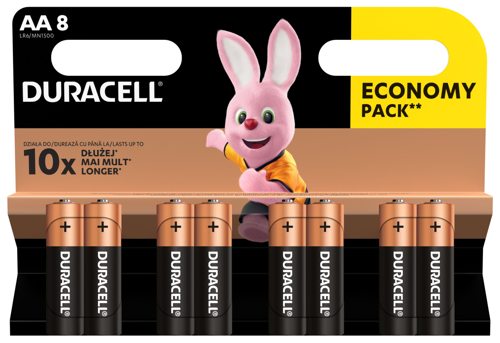 AA 8
LR6/MN1500
DURACELL®
ECONOMY
PACK**
DZIAŁA DO/DUREAZĂ CU PÂNĂ LA/LASTS UP TO
10x
DŁUŻEJ*
MAI MULT*
LONGER*
+
+
+
+
+
+
+
+
DURACELL®
DURACELL®
DURACELL®
DURACELL®
DURACELL®
DURACELL®
DURACELL®
DURACELL®